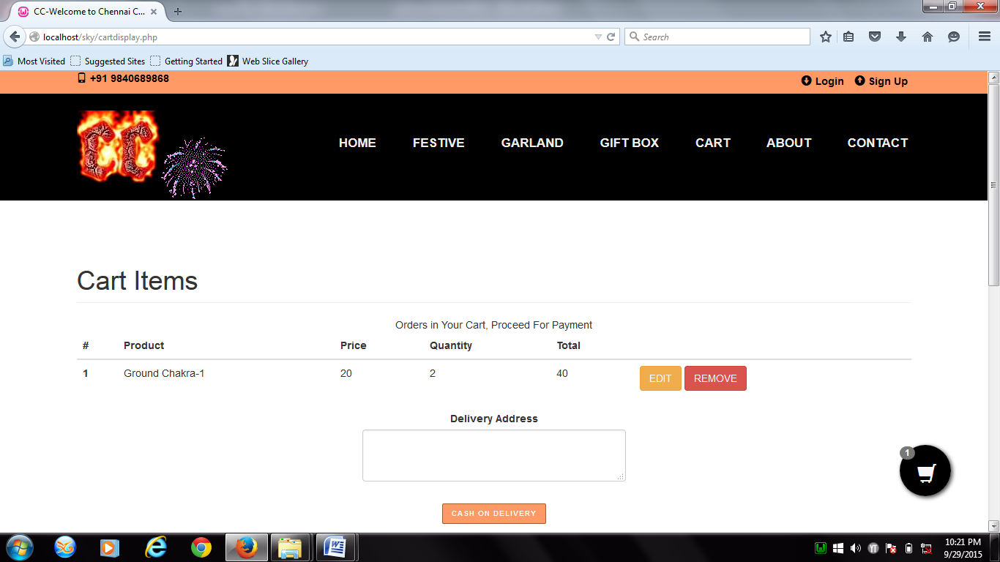 CC-Welcome to Chennai C...
localhost/sky/cartdisplay.php
Search
Most Visited Suggested Sites Getting Started Web Slice Gallery
+91 9840689868 Login Sign Up
CC
HOME FESTIVE GARLAND GIFT BOX CART ABOUT CONTACT
Cart Items
Orders in Your Cart, Proceed For Payment
# Product Price Quantity Total
1 Ground Chakra-1 20 2 40 EDIT REMOVE
Delivery Address
1
CASH ON DELIVERY
10:21 PM
9/29/2015